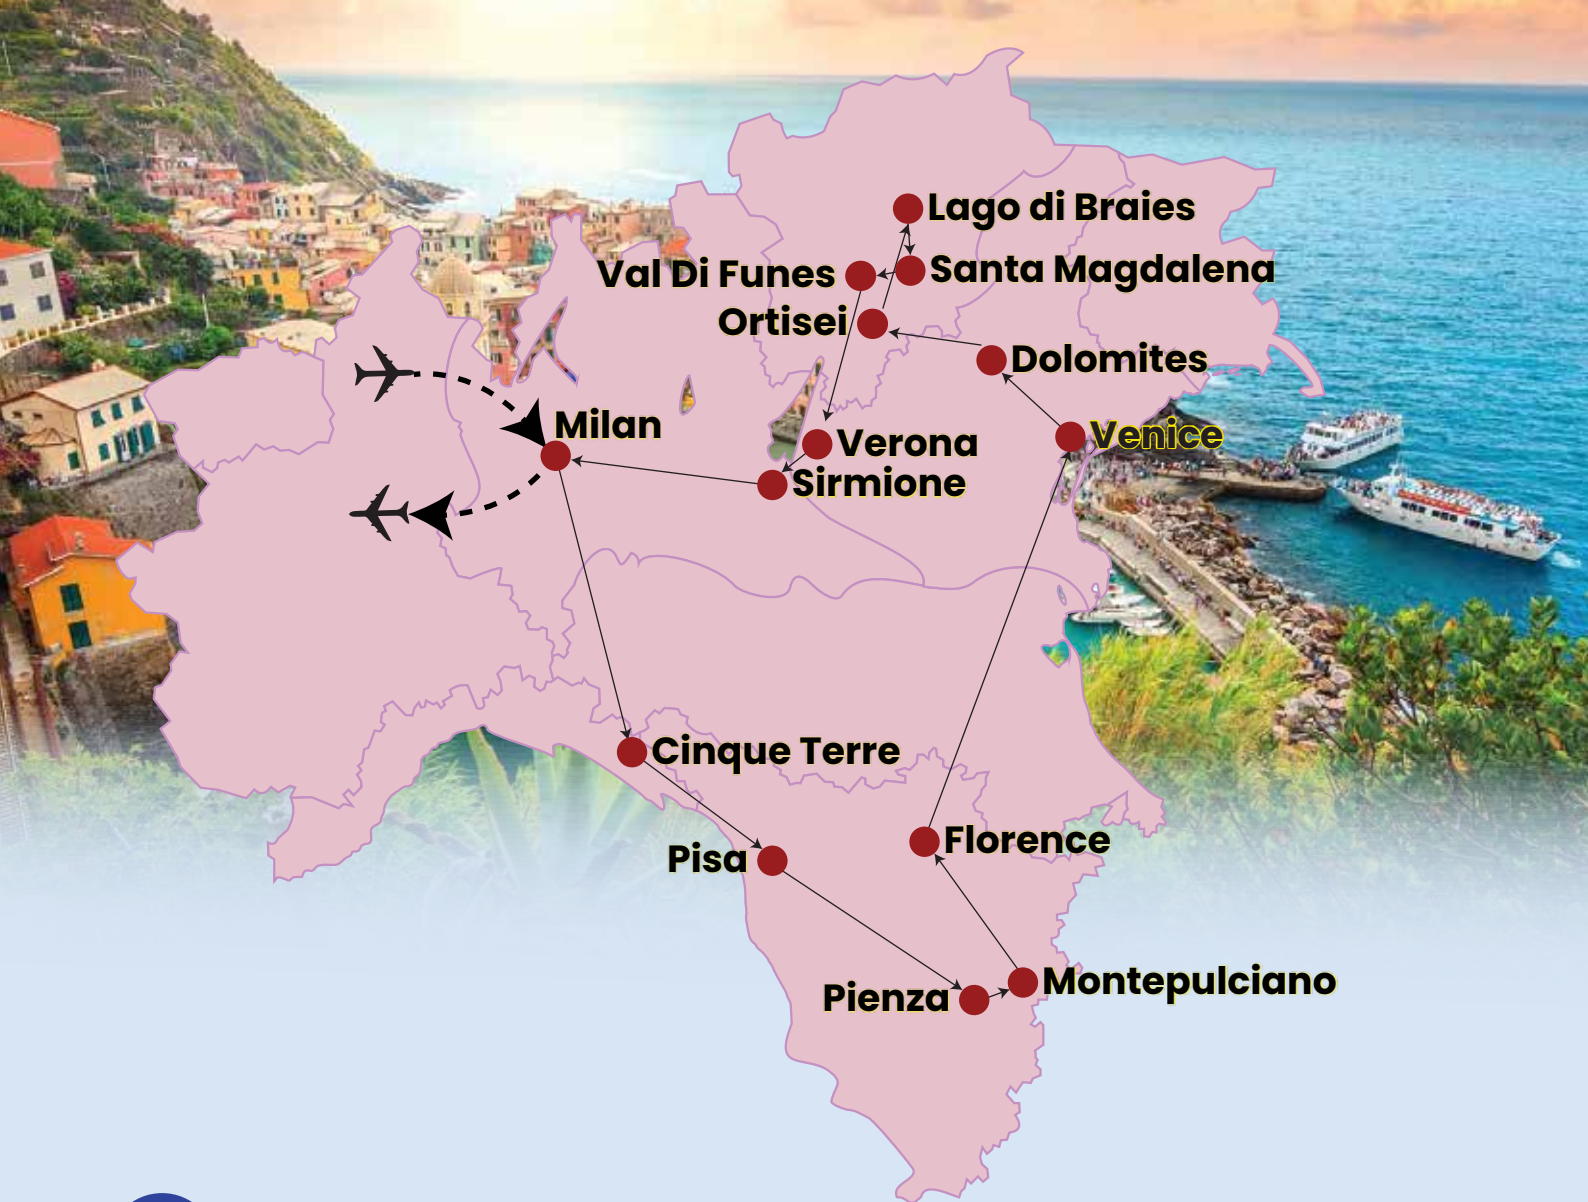 Lago di Braies
Val Di Funes
Santa Magdalena
Ortisei
Dolomites
Milan
Verona
Venice
Sirmione
Cinque Terre
Pisa
Florence
Pienza
Montepulciano